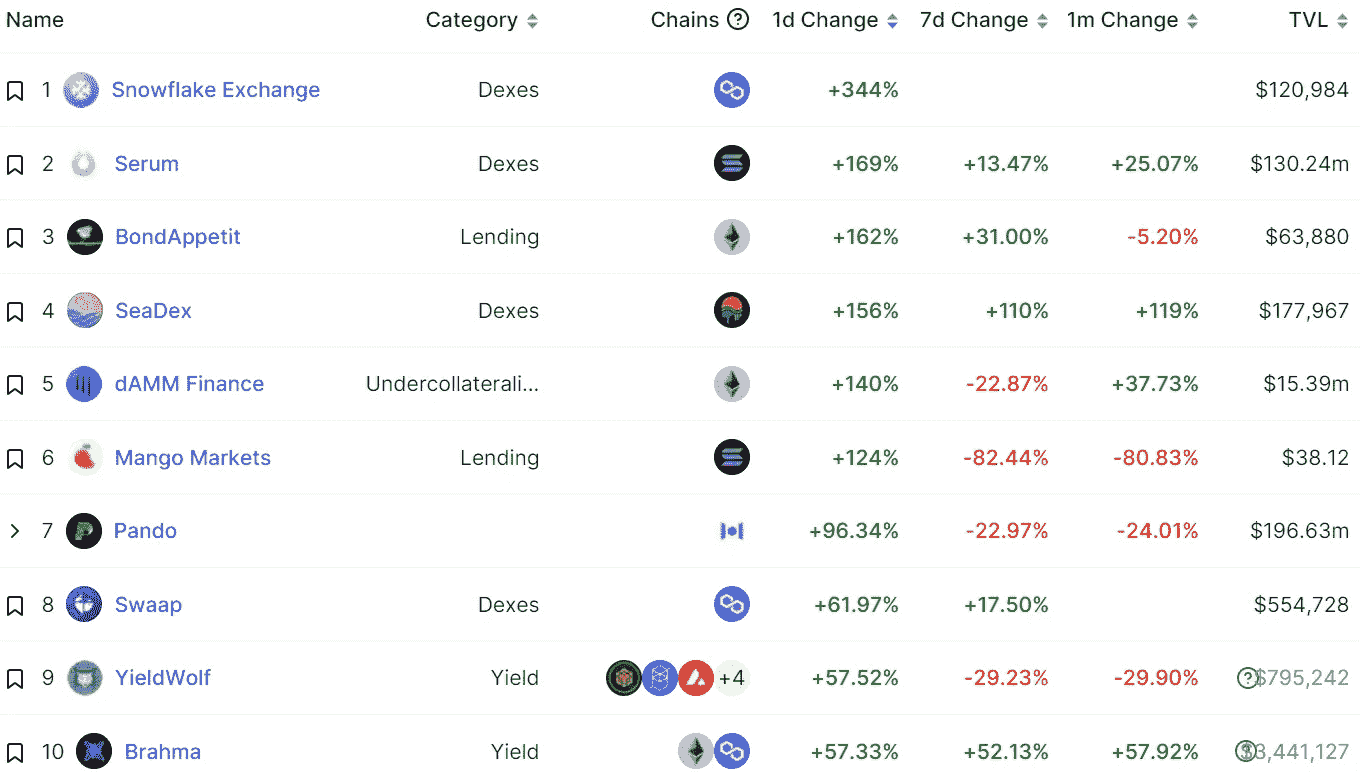 Name Category Chains ? 1d Change 7d Change 1m Change TVL
1 Snowflake Exchange Dexes +344% $120,984
2 Serum Dexes +169% +13.47% +25.07% $130.24m
3 BondAppetit Lending +162% +31.00% -5.20% $63,880
4 SeaDex Dexes +156% +110% +119% $177,967
5 dAMM Finance Undercollaterali... +140% -22.87% +37.73% $15.39m
6 Mango Markets Lending +124% -82.44% -80.83% $38.12
7 Pando +96.34% -22.97% -24.01% $196.63m
8 Swaap Dexes +61.97% +17.50% $554,728
9 YieldWolf Yield +4 +57.52% -29.23% -29.90% ? $795,242
10 Brahma Yield +57.33% +52.13% +57.92% ? $3,441,127